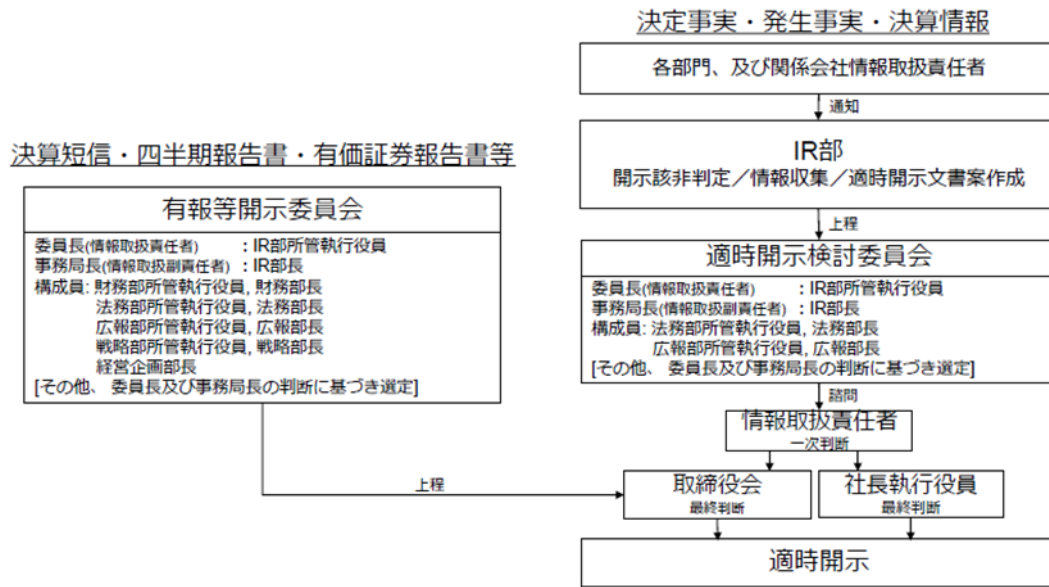 決定事実・発生事実・決算情報
各部門、及び関係会社情報取扱責任者
通知
IR部
開示該非判定／情報収集／適時開示文書案作成
上程
適時開示検討委員会
委員長(情報取扱責任者) : IR部所管執行役員
事務局長(情報取扱副責任者) : IR部長
構成員: 法務部所管執行役員, 法務部長
広報部所管執行役員, 広報部長
[その他、 委員長及び事務局長の判断に基づき選定]
諮問
情報取扱責任者
一次判断
決算短信・四半期報告書・有価証券報告書等
有報等開示委員会
委員長(情報取扱責任者) : IR部所管執行役員
事務局長(情報取扱副責任者) : IR部長
構成員: 財務部所管執行役員, 財務部長
法務部所管執行役員, 法務部長
広報部所管執行役員, 広報部長
戦略部所管執行役員, 戦略部長
経営企画部長
[その他、 委員長及び事務局長の判断に基づき選定]
上程
取締役会
最終判断
社長執行役員
最終判断
適時開示